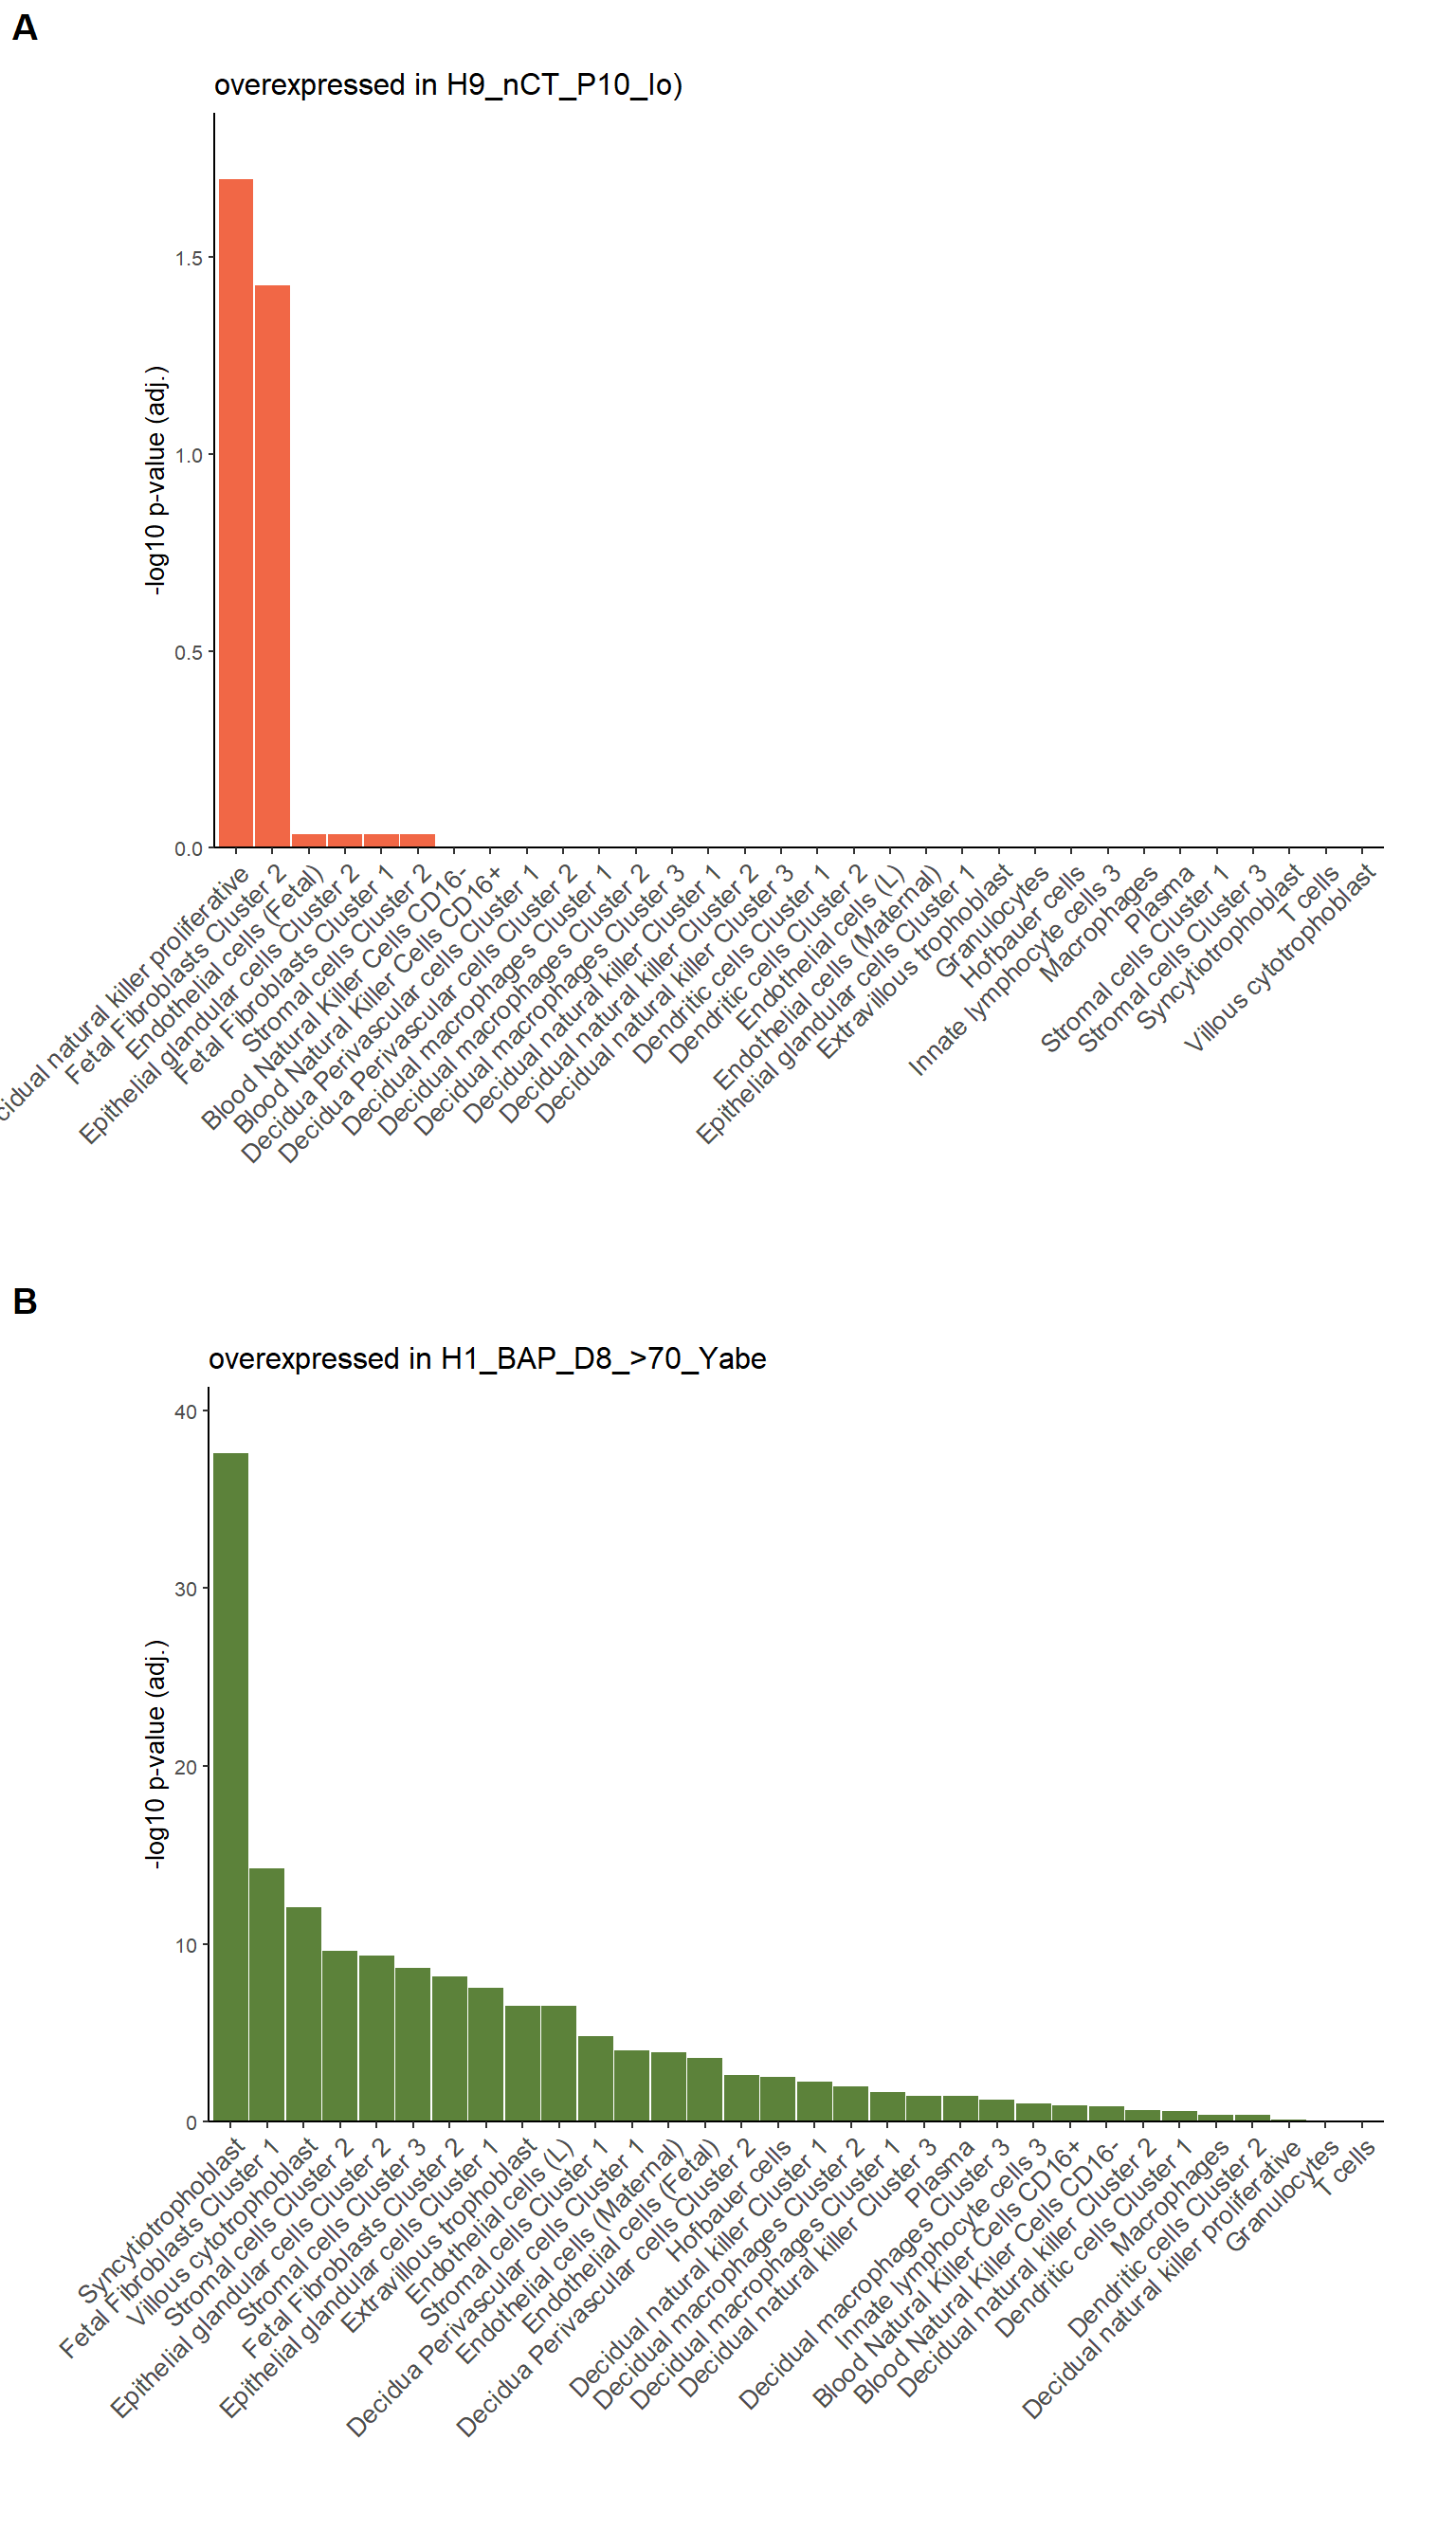 A
overexpressed in H9_nCT_P10_Io)
-log10 p-value (adj.)
1.5
1.0
0.5
0.0
cidual natural killer proliferative
Fetal Fibroblasts Cluster 2
Endothelial cells (Fetal)
Epithelial glandular cells Cluster 2
Fetal Fibroblasts Cluster 1
Stromal cells Cluster 2
Blood Natural Killer Cells CD16-
Blood Natural Killer Cells CD16+
Decidua Perivascular cells Cluster 1
Decidua Perivascular cells Cluster 2
Decidual macrophages Cluster 1
Decidual macrophages Cluster 2
Decidual macrophages Cluster 3
Decidual natural killer Cluster 1
Decidual natural killer Cluster 2
Decidual natural killer Cluster 3
Dendritic cells Cluster 1
Dendritic cells Cluster 2
Endothelial cells (L)
Endothelial cells (Maternal)
Epithelial glandular cells Cluster 1
Extravillous trophoblast
Granulocytes
Hofbauer cells
Innate lymphocyte cells 3
Macrophages
Plasma
Stromal cells Cluster 1
Stromal cells Cluster 3
Syncytiotrophoblast
T cells
Villous cytotrophoblast
B
overexpressed in H1_BAP_D8_>70_Yabe
-log10 p-value (adj.)
40
30
20
10
0
Syncytiotrophoblast
Fetal Fibroblasts Cluster 1
Villous cytotrophoblast
Stromal cells Cluster 2
Epithelial glandular cells Cluster 2
Stromal cells Cluster 3
Fetal Fibroblasts Cluster 2
Epithelial glandular cells Cluster 1
Extravillous trophoblast
Endothelial cells (L)
Stromal cells Cluster 1
Decidua Perivascular cells Cluster 1
Endothelial cells (Maternal)
Endothelial cells (Fetal)
Decidua Perivascular cells Cluster 2
Hofbauer cells
Decidual natural killer Cluster 1
Decidual macrophages Cluster 2
Decidual macrophages Cluster 1
Decidual natural killer Cluster 3
Plasma
Decidual macrophages Cluster 3
Innate lymphocyte cells 3
Blood Natural Killer Cells CD16+
Blood Natural Killer Cells CD16-
Decidual natural killer Cluster 2
Dendritic cells Cluster 1
Macrophages
Dendritic cells Cluster 2
Decidual natural killer proliferative
Granulocytes
T cells